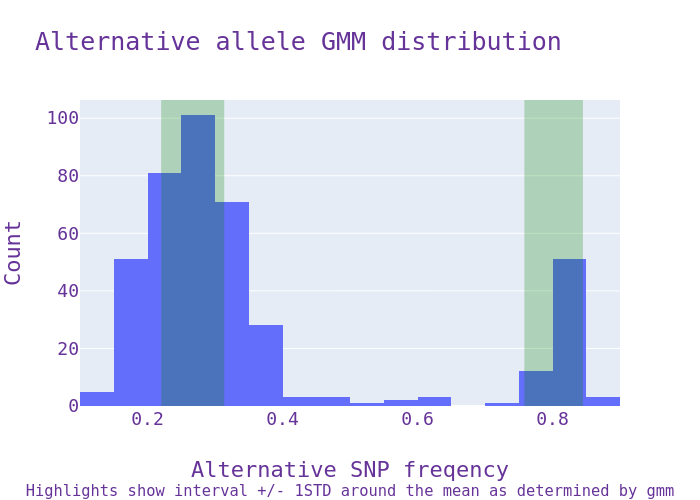 Alternative allele GMM distribution
100
80
60
40
20
0
Count
0.2
0.4
0.6
0.8
Alternative SNP freqency
Highlights show interval +/- 1STD around the mean as determined by gmm